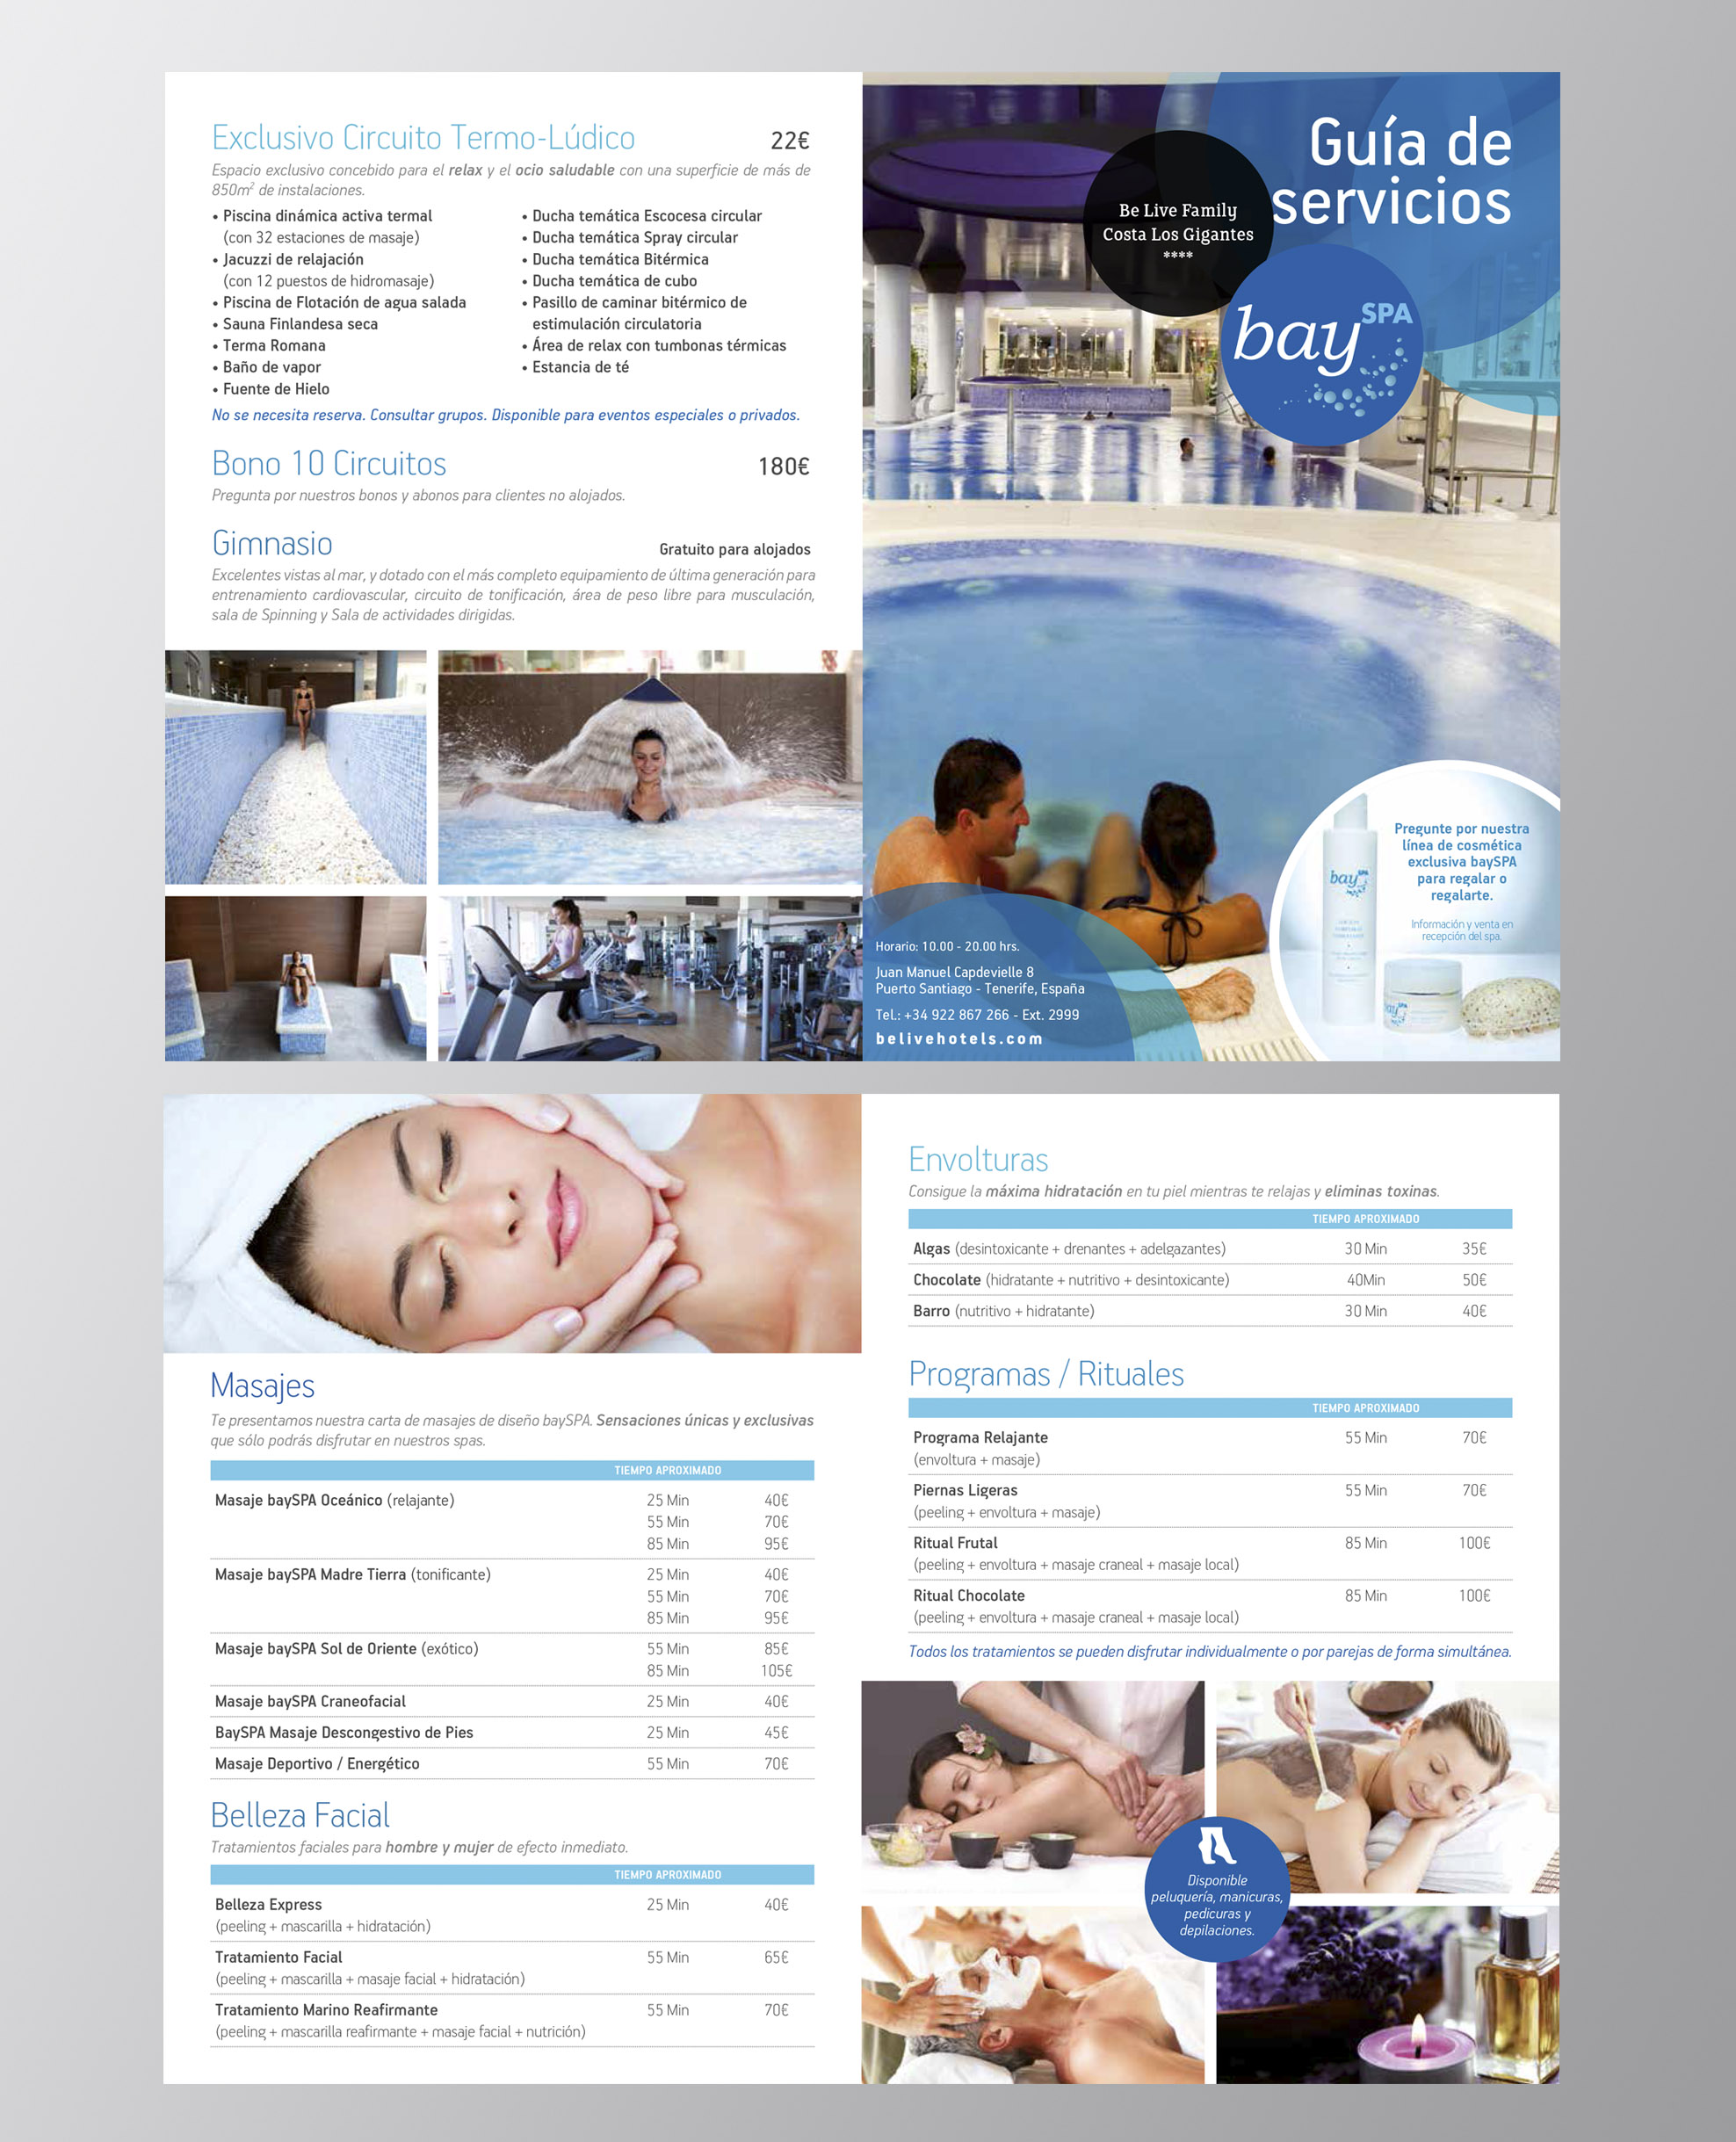 Exclusivo Circuito Termo-Lúdico 22€
Espacio exclusivo concebido para el relax y el ocio saludable con una superficie de más de
850m² de instalaciones.
• Piscina dinámica activa termal
(con 32 estaciones de masaje)
• Jacuzzi de relajación
(con 12 puestos de hidromasaje)
• Piscina de Flotación de agua salada
• Sauna Finlandesa seca
• Terma Romana
• Baño de vapor
• Fuente de Hielo
• Ducha temática Escocesa circular
• Ducha temática Spray circular
• Ducha temática Bitérmica
• Ducha temática de cubo
• Pasillo de caminar bitérmico de
estimulación circulatoria
• Área de relax con tumbonas térmicas
• Estancia de té
No se necesita reserva. Consultar grupos. Disponible para eventos especiales o privados.
Bono 10 Circuitos 180€
Pregunta por nuestros bonos y abonos para clientes no alojados.
Gimnasio Gratuito para alojados
Excelentes vistas al mar, y dotado con el más completo equipamiento de última generación para
entrenamiento cardiovascular, circuito de tonificación, área de peso libre para musculación,
sala de Spinning y Sala de actividades dirigidas.
Guía de
servicios
Be Live Family
Costa Los Gigantes
****
bay SPA
Pregunte por nuestra
línea de cosmética
exclusiva baySPA
para regalar o
regalarte.
Información y venta en
recepción del spa.
bay SPA
bay SPA
Horario: 10.00 - 20.00 hrs.
Juan Manuel Capdevielle 8
Puerto Santiago - Tenerife, España
Tel.: +34 922 867 266 - Ext. 2999
belivehotels.com
Masajes
Te presentamos nuestra carta de masajes de diseño baySPA. Sensaciones únicas y exclusivas
que sólo podrás disfrutar en nuestros spas.
TIEMPO APROXIMADO
Masaje baySPA Oceánico (relajante) 25 Min 40€
55 Min 70€
85 Min 95€
Masaje baySPA Madre Tierra (tonificante) 25 Min 40€
55 Min 70€
85 Min 95€
Masaje baySPA Sol de Oriente (exótico) 55 Min 85€
85 Min 105€
Masaje baySPA Craneofacial 25 Min 40€
BaySPA Masaje Descongestivo de Pies 25 Min 45€
Masaje Deportivo / Energético 55 Min 70€
Belleza Facial
Tratamientos faciales para hombre y mujer de efecto inmediato.
TIEMPO APROXIMADO
Belleza Express 25 Min 40€
(peeling + mascarilla + hidratación)
Tratamiento Facial 55 Min 65€
(peeling + mascarilla + masaje facial + hidratación)
Tratamiento Marino Reafirmante 55 Min 70€
(peeling + mascarilla reafirmante + masaje facial + nutrición)
Envolturas
Consigue la máxima hidratación en tu piel mientras te relajas y eliminas toxinas.
TIEMPO APROXIMADO
Algas (desintoxicante + drenantes + adelgazantes) 30 Min 35€
Chocolate (hidratante + nutritivo + desintoxicante) 40Min 50€
Barro (nutritivo + hidratante) 30 Min 40€
Programas / Rituales
TIEMPO APROXIMADO
Programa Relajante 55 Min 70€
(envoltura + masaje)
Piernas Ligeras 55 Min 70€
(peeling + envoltura + masaje)
Ritual Frutal 85 Min 100€
(peeling + envoltura + masaje craneal + masaje local)
Ritual Chocolate 85 Min 100€
(peeling + envoltura + masaje craneal + masaje local)
Todos los tratamientos se pueden disfrutar individualmente o por parejas de forma simultánea.
Disponible
peluquería, manicuras,
pedicuras y
depilaciones.